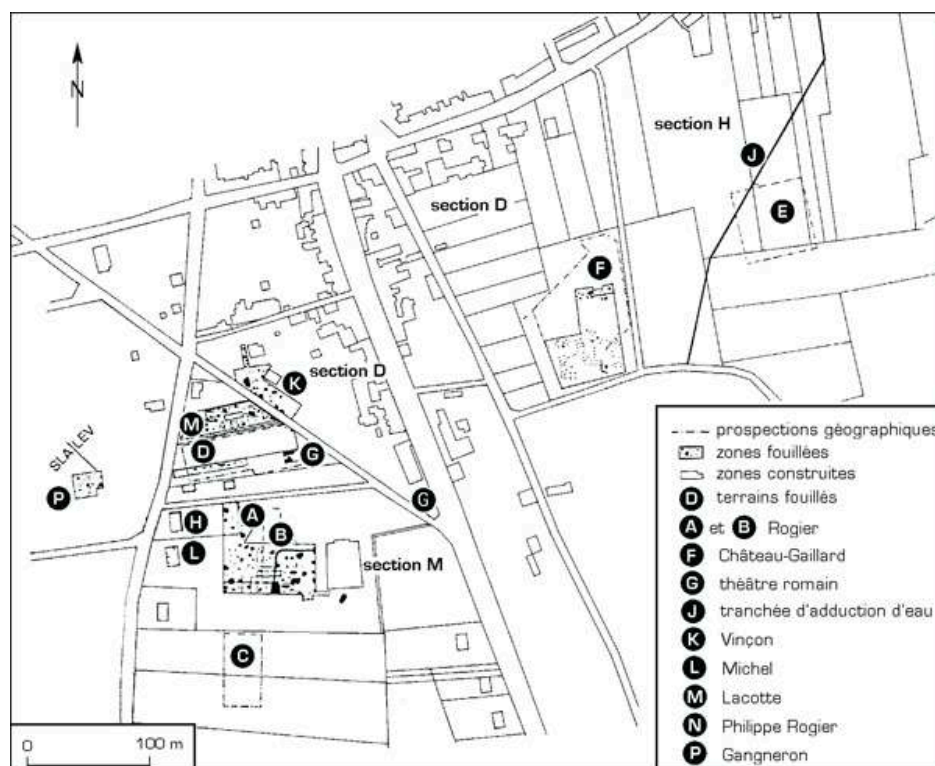 N
section H
J
E
section D
F
K
section D
M
D
G
SLA/LEV
P
G
H
A
B
L
section M
C
0 100 m
prospections géographiques
zones fouillées
zones construites
D terrains fouillés
A et B Rogier
F Château-Gaillard
G théâtre romain
J tranchée d'adduction d'eau
K Vinçon
L Michel
M Lacotte
N Philippe Rogier
P Gangneron